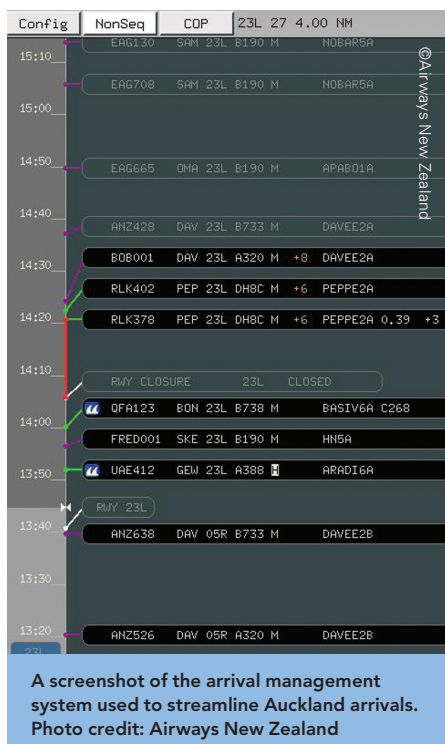 Config NonSeq COP 23L 27 4.00 NM
EAG130 SAM 23L B190 M NOBAR5A
15:10
EAG708 SAM 23L B190 M NOBAR5A
15:00
14:50
EAG665 OMA 23L B190 M APABO1A
14:40
ANZ428 DAV 23L B733 M DAVEE2A
BOB001 DAV 23L A320 M +8 DAVEE2A
14:30
RLK402 PEP 23L DH8C M +6 PEPPE2A
14:20
RLK378 PEP 23L DH8C M +6 PEPPE2A 0.39 +3
14:10
RWY CLOSURE 23L CLOSED
QFA123 BON 23L B738 M BASIV6A C268
14:00
FRED001 SKE 23L B190 M HN5A
13:50
UAE412 GEW 23L A388 H ARADI6A
RWY 23L
13:40
ANZ638 DAV 05R B733 M DAVEE2B
13:30
13:20
ANZ526 DAV 05R A320 M DAVEE2B
23L
©Airways New Zealand
A screenshot of the arrival management
system used to streamline Auckland arrivals.
Photo credit: Airways New Zealand